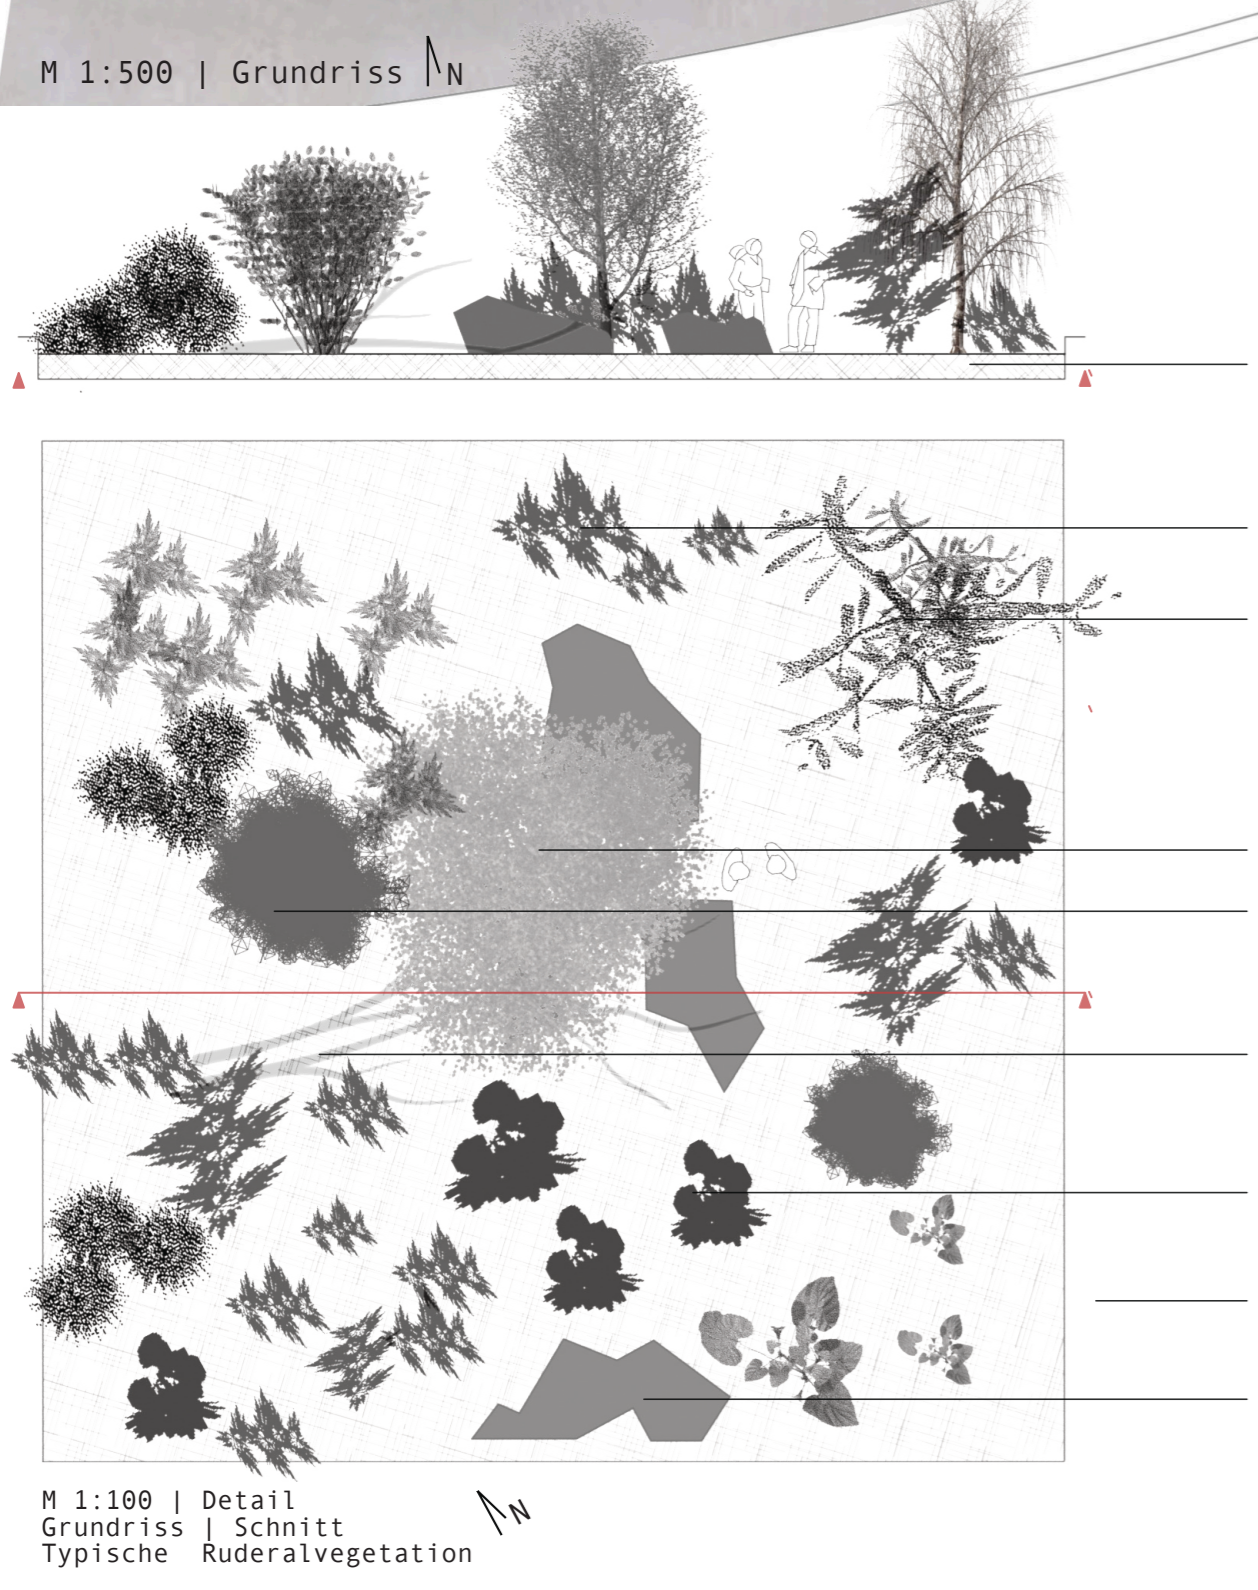 M 1:500 | Grundriss N
M 1:100 | Detail
Grundriss | Schnitt N
Typische Ruderalvegetation